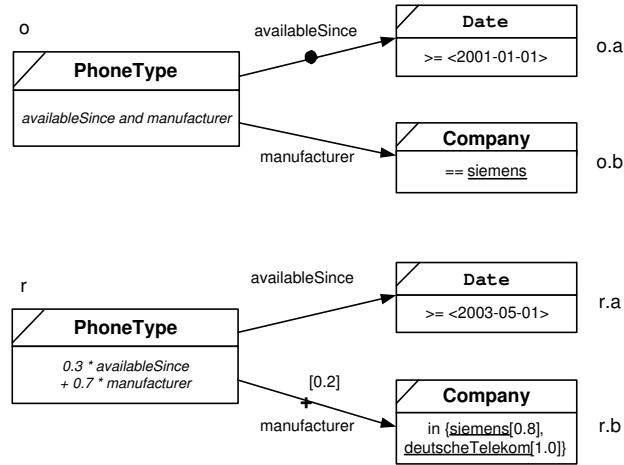 o
availableSince
Date
>= <2001-01-01>
o.a
PhoneType
availableSince and manufacturer
manufacturer
Company
== siemens
o.b
r
availableSince
Date
>= <2003-05-01>
r.a
PhoneType
0.3 * availableSince
+ 0.7 * manufacturer
[0.2]
+
manufacturer
Company
in {siemens[0.8],
deutscheTelekom[1.0]}
r.b